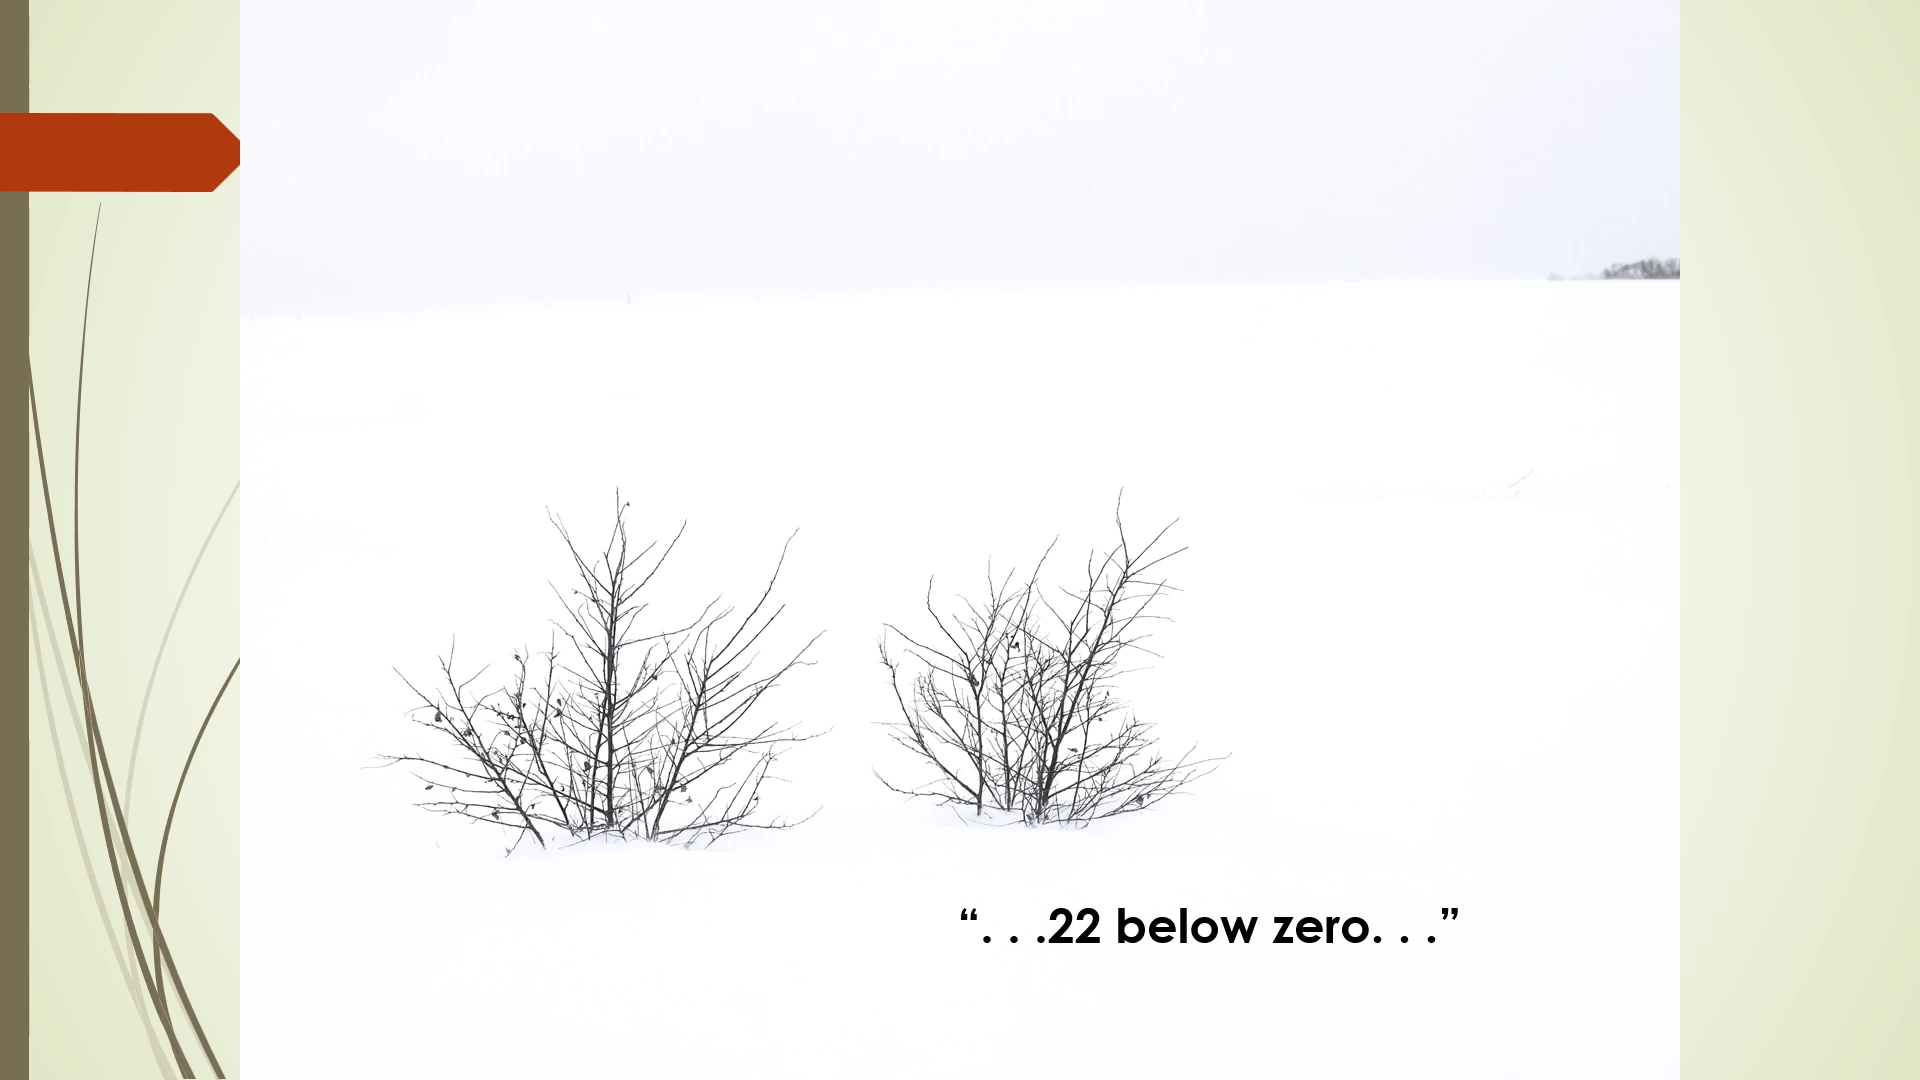 “. . .22 below zero. . .”